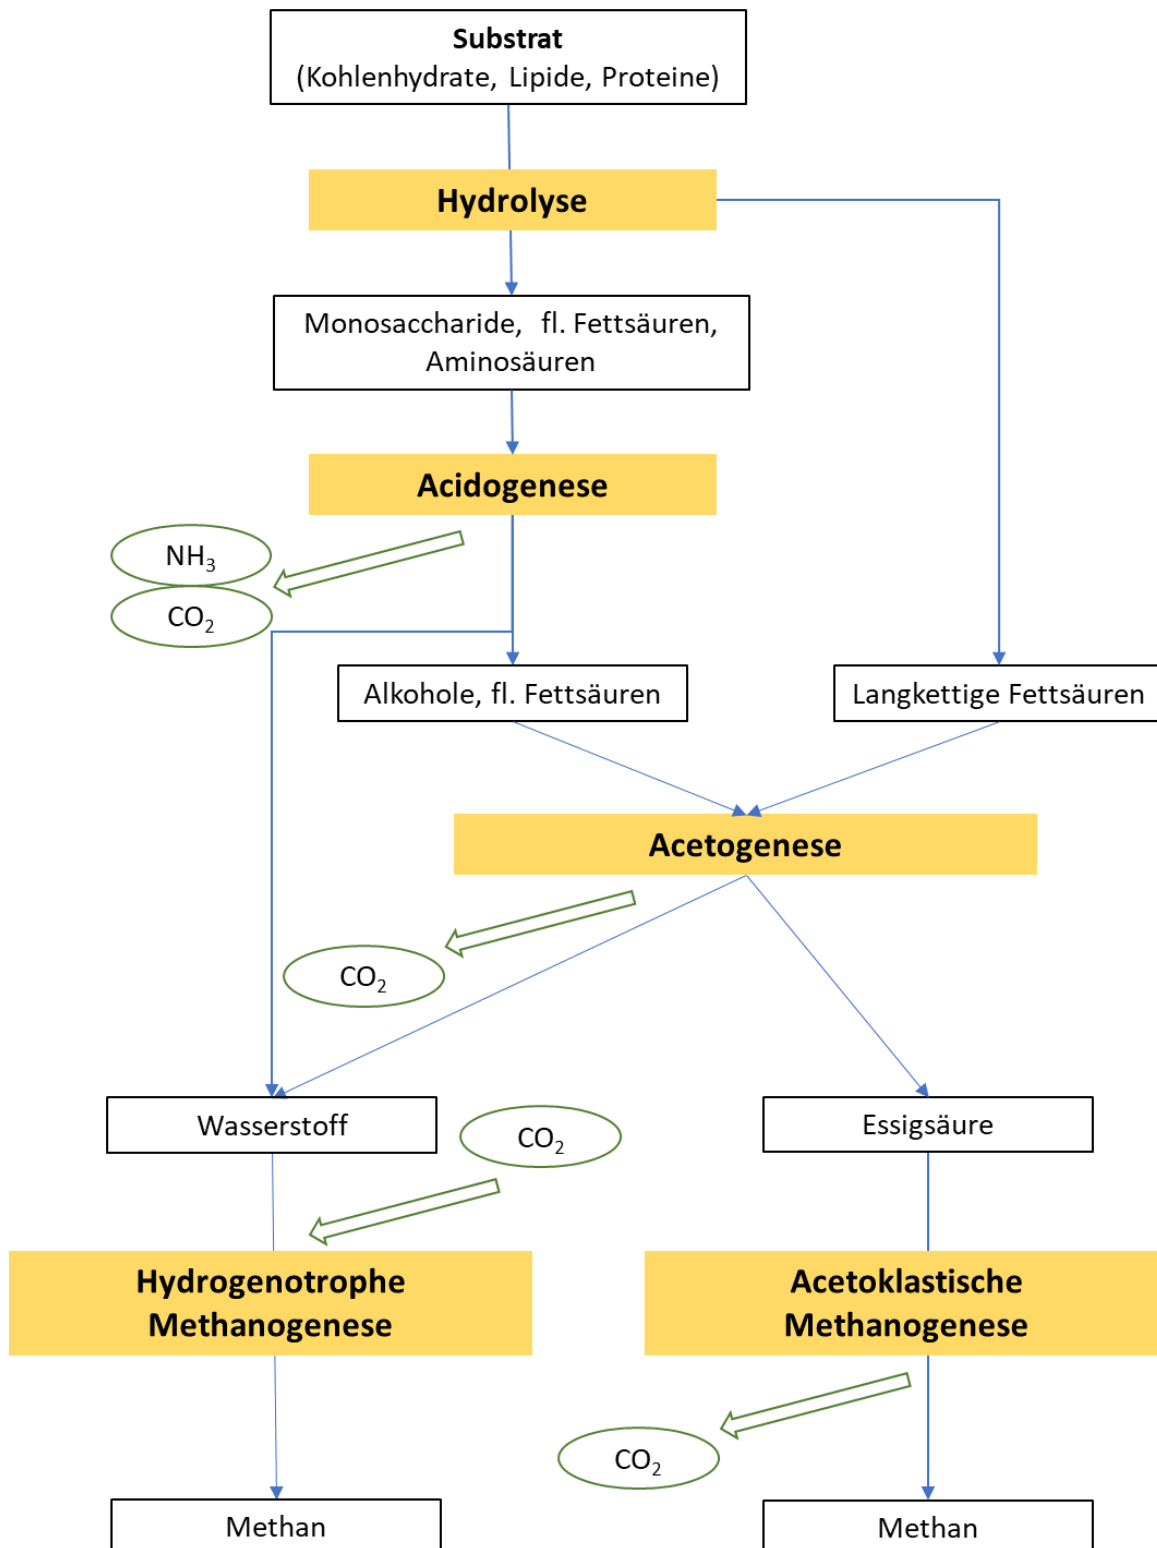 Substrat
(Kohlenhydrate, Lipide, Proteine)
Hydrolyse
Monosaccharide, fl. Fettsäuren,
Aminosäuren
Acidogenese
NH₃
CO₂
Alkohole, fl. Fettsäuren
Langkettige Fettsäuren
Acetogenese
CO₂
Wasserstoff
CO₂
Essigsäure
Hydrogenotrophe
Methanogenese
Acetoklastische
Methanogenese
CO₂
Methan
Methan